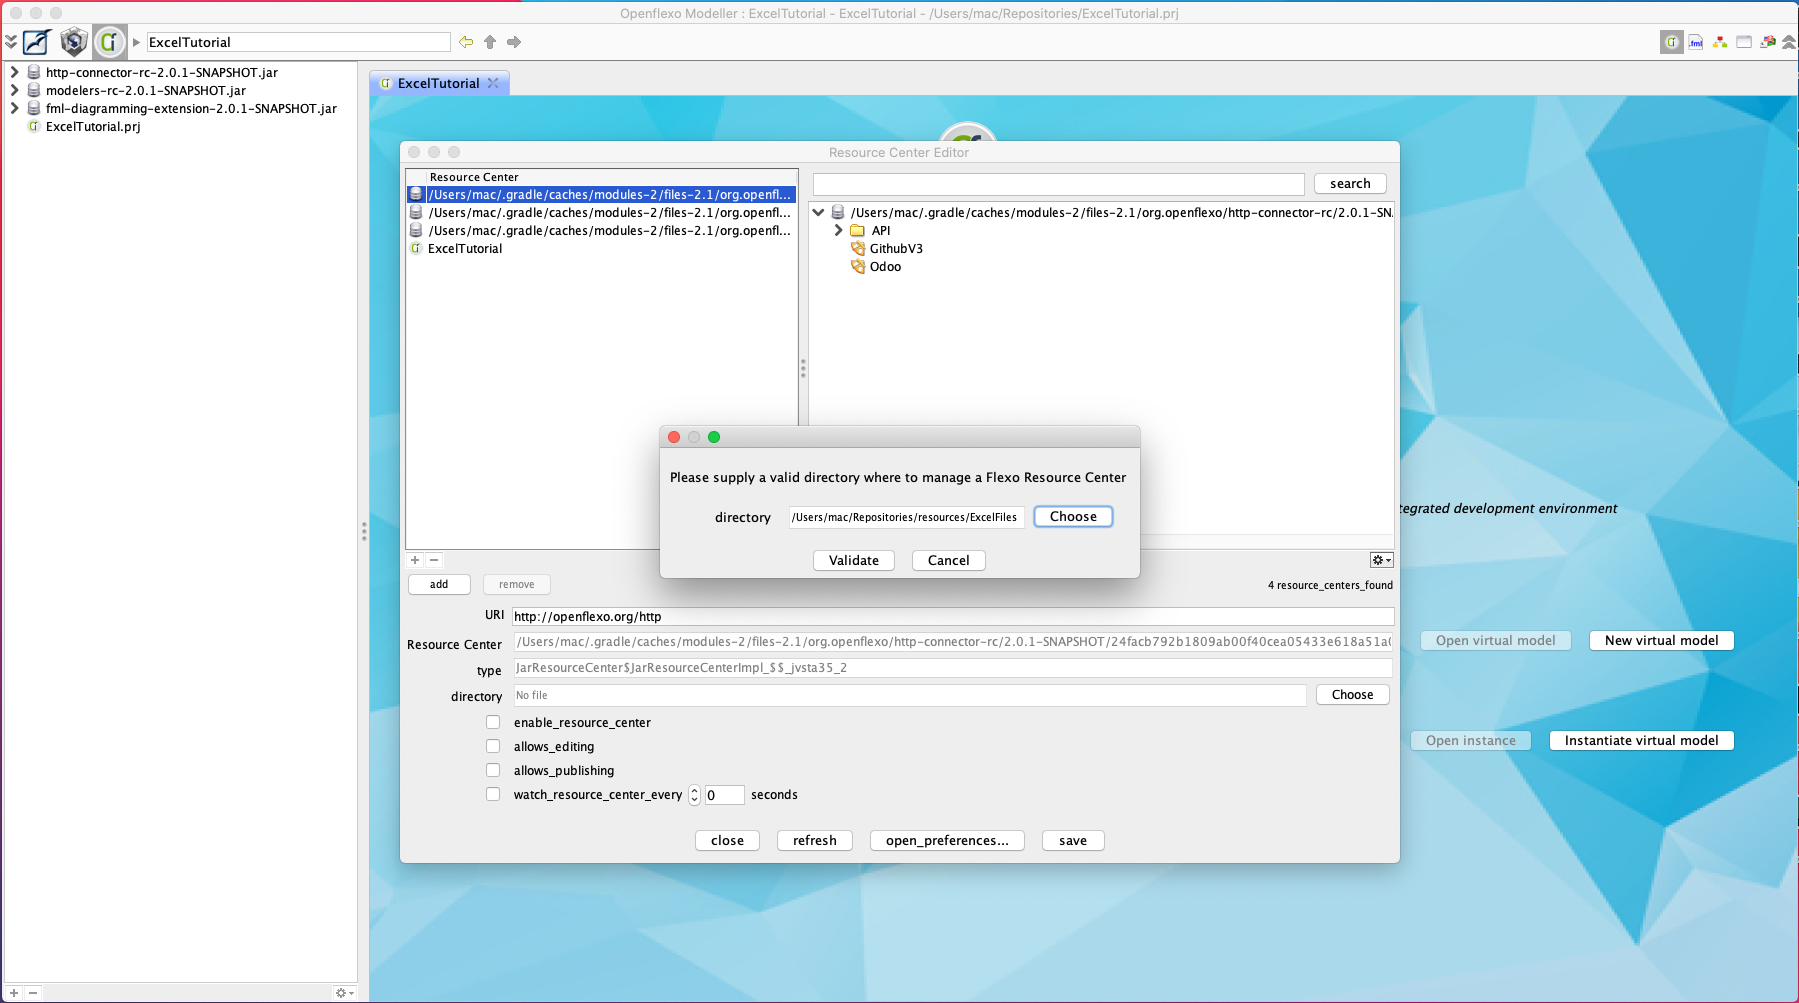 Openflexo Modeller : ExcelTutorial - ExcelTutorial - /Users/mac/Repositories/ExcelTutorial.prj
ExcelTutorial
http-connector-rc-2.0.1-SNAPSHOT.jar
modelers-rc-2.0.1-SNAPSHOT.jar
fml-diagramming-extension-2.0.1-SNAPSHOT.jar
ExcelTutorial.prj
ExcelTutorial
Resource Center Editor
Resource Center
/Users/mac/.gradle/caches/modules-2/files-2.1/org.openfl...
/Users/mac/.gradle/caches/modules-2/files-2.1/org.openfl...
/Users/mac/.gradle/caches/modules-2/files-2.1/org.openfl...
ExcelTutorial
search
/Users/mac/.gradle/caches/modules-2/files-2.1/org.openflexo/http-connector-rc/2.0.1-SN
API
GithubV3
Odoo
Please supply a valid directory where to manage a Flexo Resource Center
directory /Users/mac/Repositories/resources/ExcelFiles Choose
Validate Cancel
tegrated development environment
add remove
4 resource_centers_found
URI http://openflexo.org/http
Resource Center /Users/mac/.gradle/caches/modules-2/files-2.1/org.openflexo/http-connector-rc/2.0.1-SNAPSHOT/24facb792b1809ab00f40cea05433e618a51a0
type JarResourceCenter$JarResourceCenterImpl_$$_jvsta35_2
directory No file Choose
enable_resource_center
allows_editing
allows_publishing
watch_resource_center_every 0 seconds
close refresh open_preferences... save
Open virtual model New virtual model
Open instance Instantiate virtual model